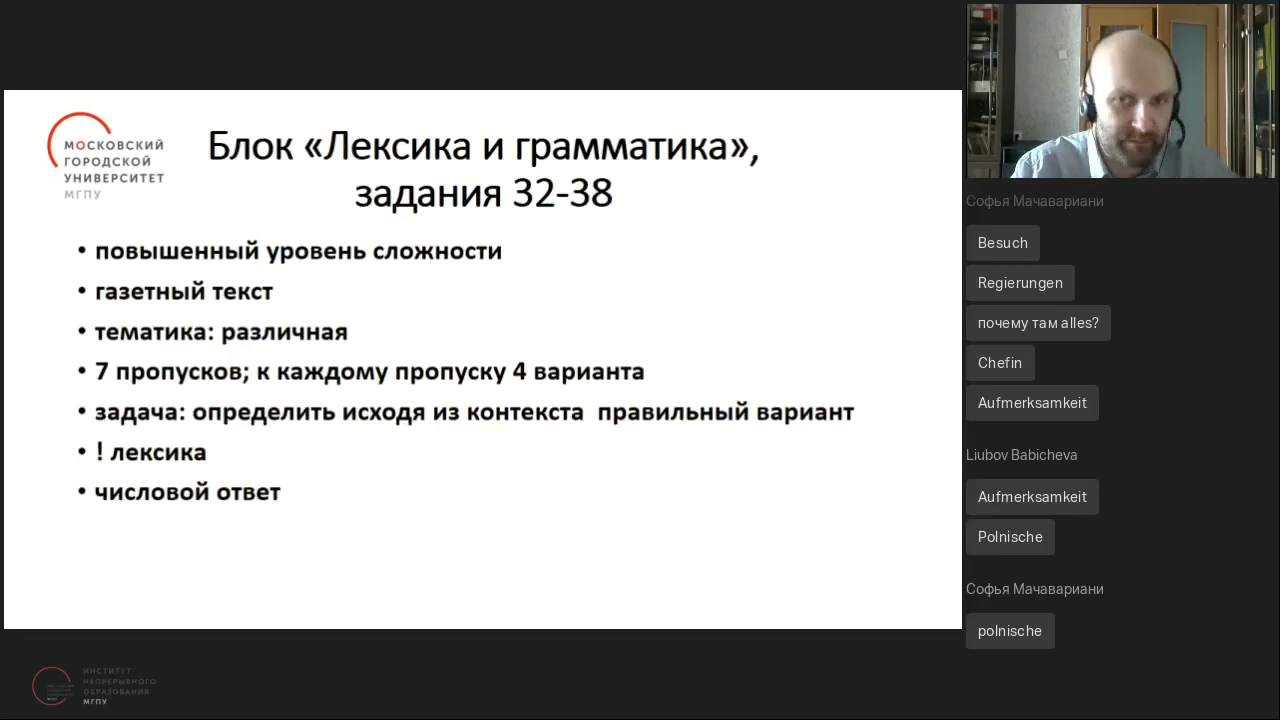 МОСКОВСКИЙ
ГОРОДСКОЙ
УНИВЕРСИТЕТ
МГПУ
Блок «Лексика и грамматика»,
задания 32-38
• повышенный уровень сложности
• газетный текст
• тематика: различная
• 7 пропусков; к каждому пропуску 4 варианта
• задача: определить исходя из контекста правильный вариант
• ! лексика
• числовой ответ
Софья Мачавариани
Besuch
Regierungen
почему там alles?
Chefin
Aufmerksamkeit
Liubov Babicheva
Aufmerksamkeit
Polnische
Софья Мачавариани
polnische
ИНСТИТУТ
НЕПРЕРЫВНОГО
ОБРАЗОВАНИЯ
МГПУ